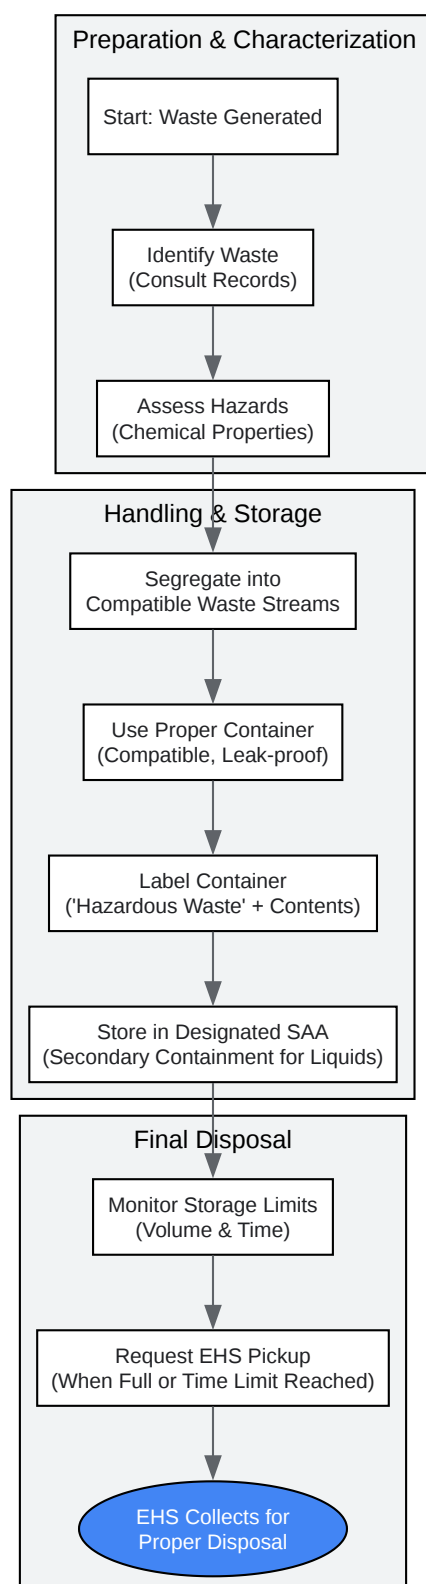 Preparation & Characterization
Start: Waste Generated
Identify Waste
(Consult Records)
Assess Hazards
(Chemical Properties)
Handling & Storage
Segregate into
Compatible Waste Streams
Use Proper Container
(Compatible, Leak-proof)
Label Container
('Hazardous Waste' + Contents)
Store in Designated SAA
(Secondary Containment for Liquids)
Final Disposal
Monitor Storage Limits
(Volume & Time)
Request EHS Pickup
(When Full or Time Limit Reached)
EHS Collects for
Proper Disposal